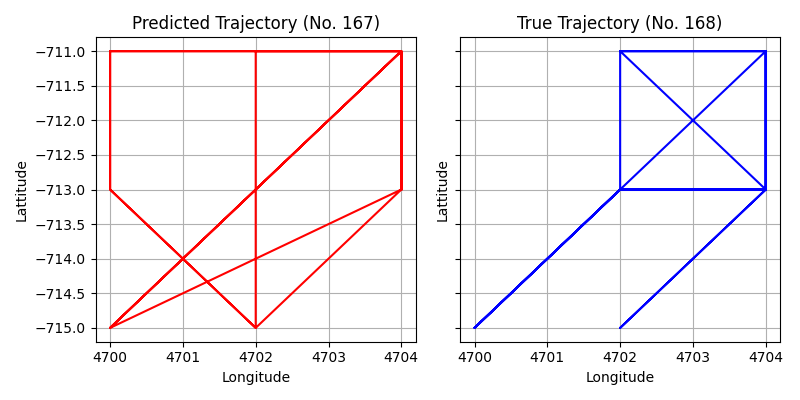 Predicted Trajectory (No. 167)
True Trajectory (No. 168)
−711.0
−711.5
−712.0
−712.5
−713.0
−713.5
−714.0
−714.5
−715.0
Lattitude
Lattitude
4700 4701 4702 4703 4704
4700 4701 4702 4703 4704
Longitude
Longitude